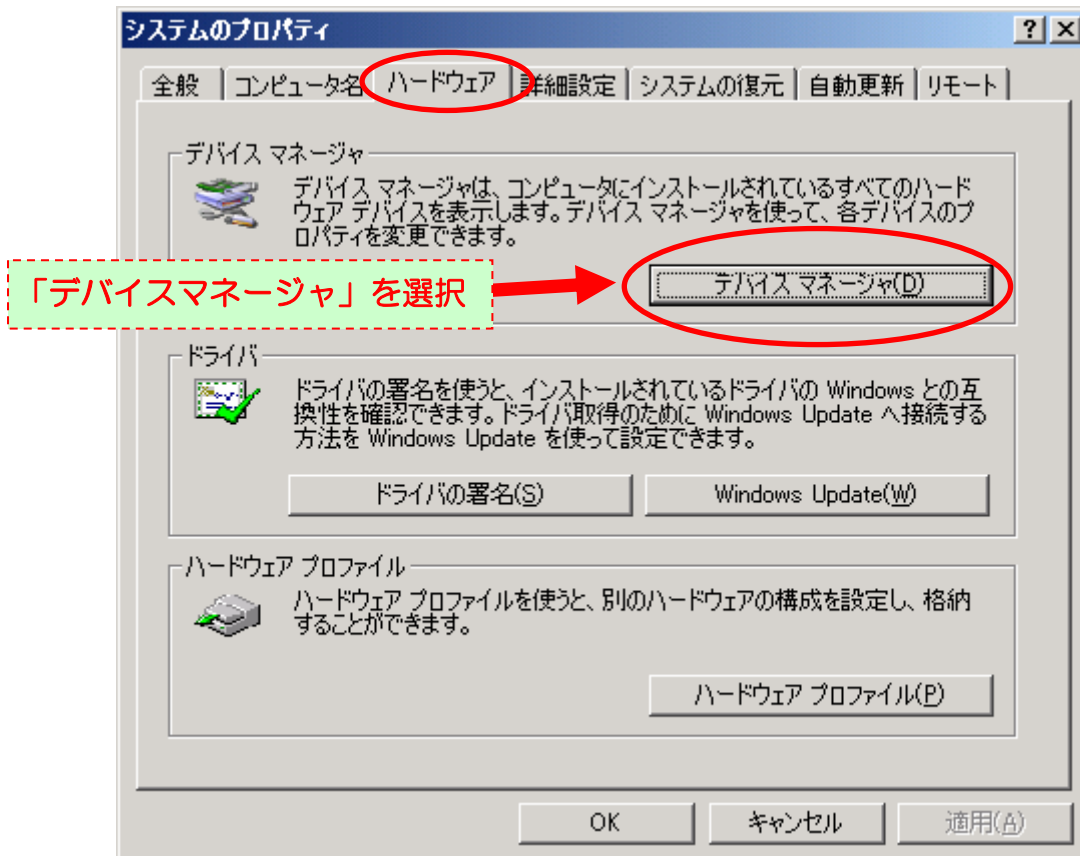 システムのプロパティ
全般 コンピュータ名 ハードウェア 詳細設定 システムの復元 自動更新 リモート
デバイス マネージャ
デバイス マネージャは、コンピュータにインストールされているすべてのハード
ウェア デバイスを表示します。デバイス マネージャを使って、各デバイスのプ
ロパティを変更できます。
「デバイスマネージャ」を選択
デバイス マネージャ(D)
ドライバ
ドライバの署名を使うと、インストールされているドライバの Windows との互
換性を確認できます。ドライバ取得のために Windows Update へ接続する
方法を Windows Update を使って設定できます。
ドライバの署名(S) Windows Update(W)
ハードウェア プロファイル
ハードウェア プロファイルを使うと、別のハードウェアの構成を設定し、格納
することができます。
ハードウェア プロファイル(P)
OK キャンセル 適用(A)